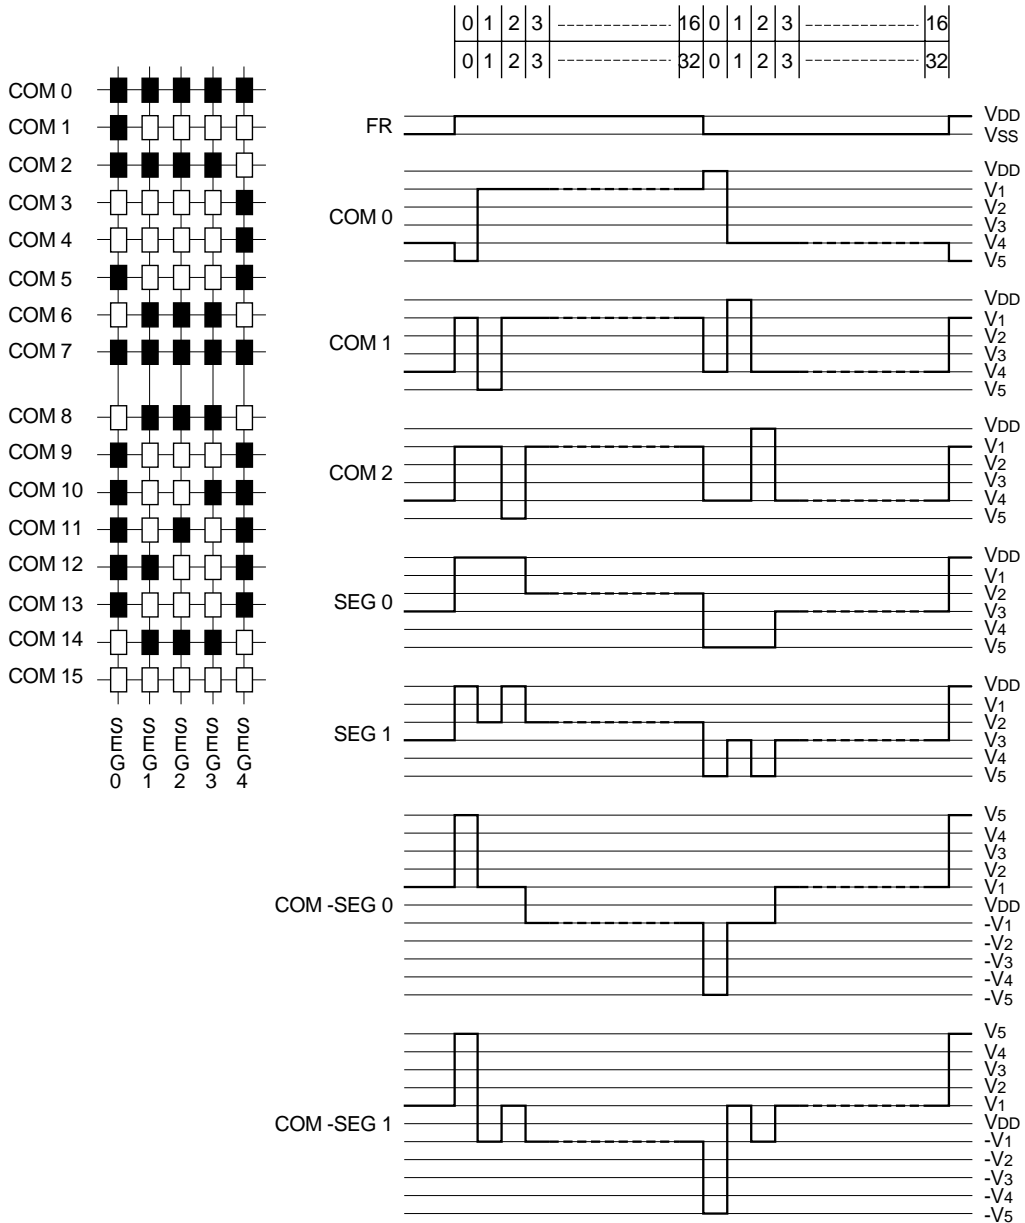 0 1 2 3 16 0 1 2 3 16
0 1 2 3 32 0 1 2 3 32
COM 0
COM 1
COM 2
COM 3
COM 4
COM 5
COM 6
COM 7
COM 8
COM 9
COM 10
COM 11
COM 12
COM 13
COM 14
COM 15
SEG0
SEG1
SEG2
SEG3
SEG4
FR
VDD
VSS
COM 0
VDD
V1
V2
V3
V4
V5
COM 1
VDD
V1
V2
V3
V4
V5
COM 2
VDD
V1
V2
V3
V4
V5
SEG 0
VDD
V1
V2
V3
V4
V5
SEG 1
VDD
V1
V2
V3
V4
V5
COM -SEG 0
V5
V4
V3
V2
V1
VDD
-V1
-V2
-V3
-V4
-V5
COM -SEG 1
V5
V4
V3
V2
V1
VDD
-V1
-V2
-V3
-V4
-V5